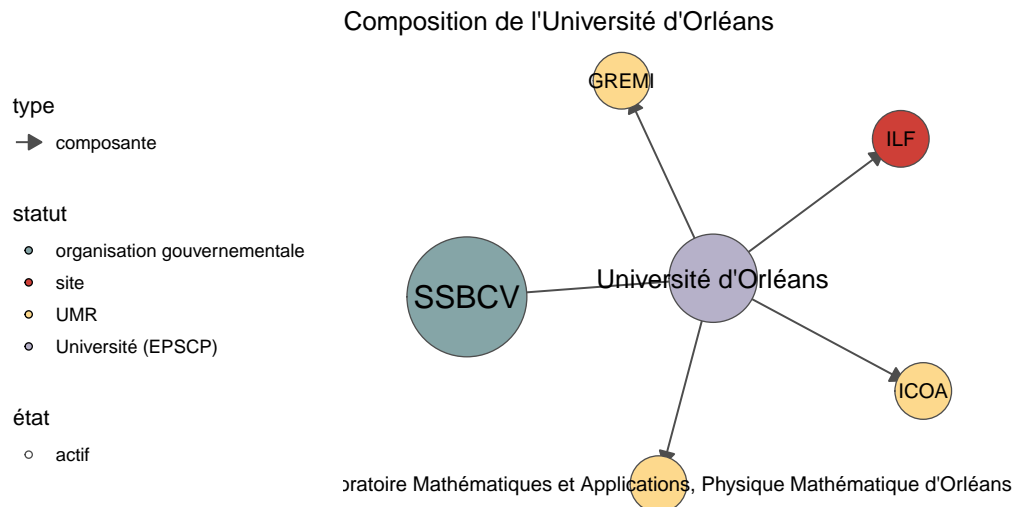 Composition de l'Université d'Orléans
type
composante
statut
organisation gouvernementale
site
UMR
Université (EPSCP)
état
actif
GREMI
ILF
Université d'Orléans
SSBCV
ICOA
oratoire Mathématiques et Applications, Physique Mathématique d'Orléans